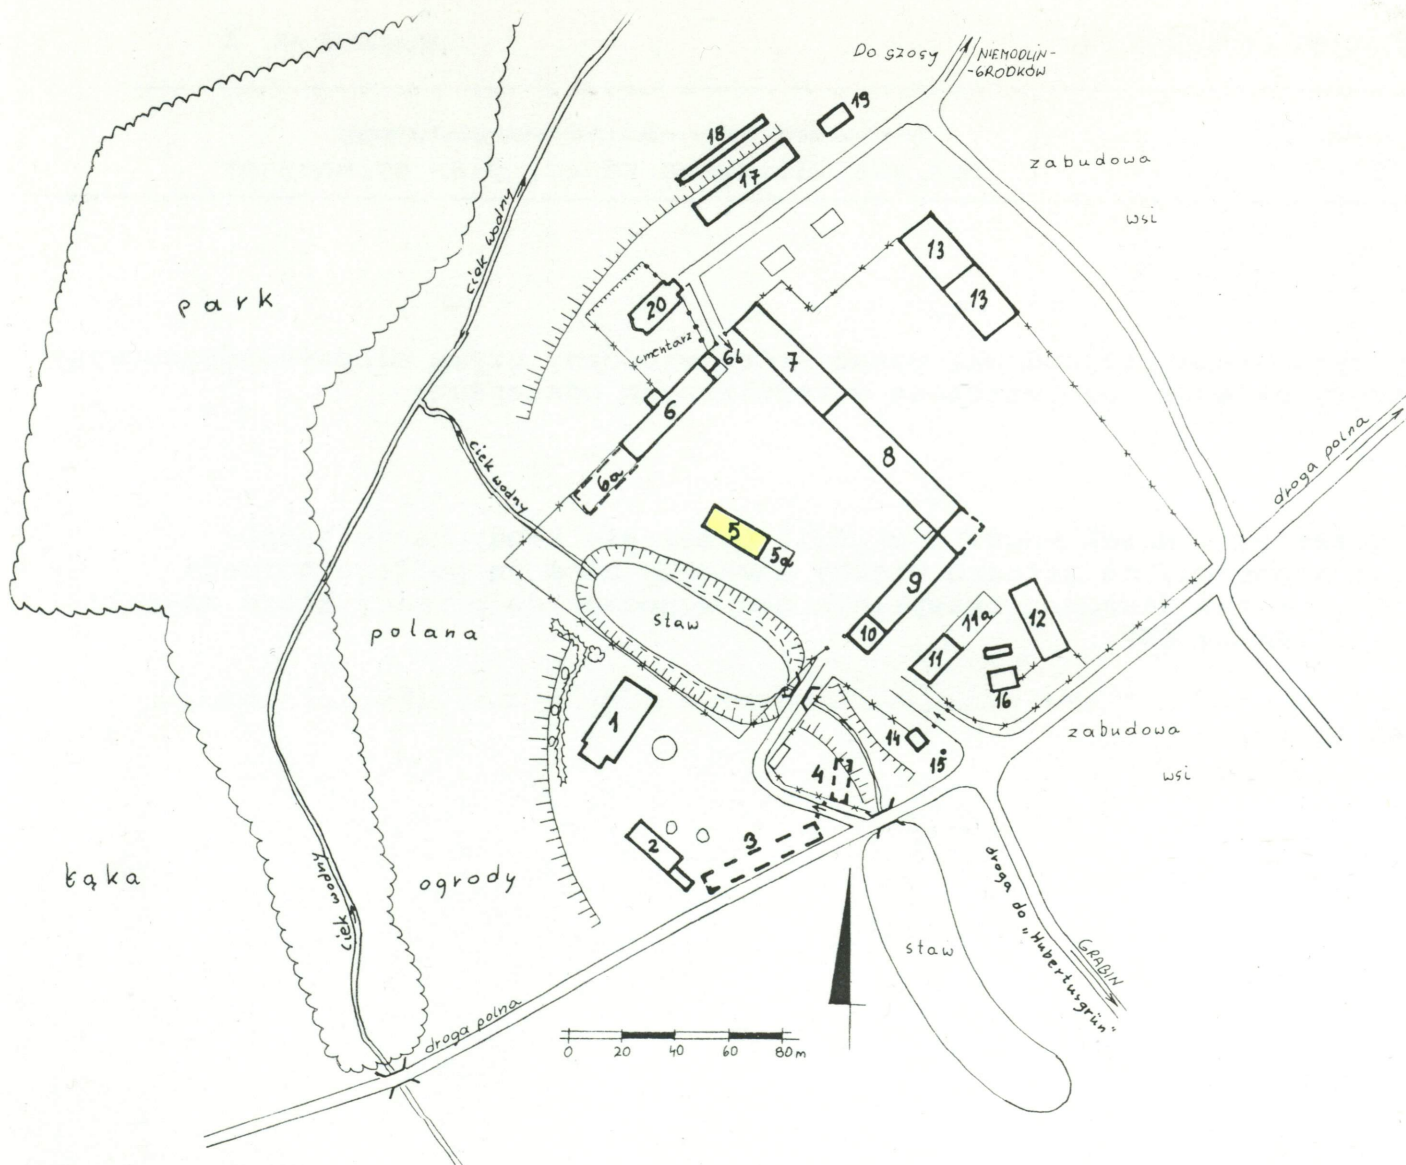 Do szosy
NIEMODLIN-
-GRODKÓW
19
18
17
zabudowa
wsi
ciek wodny
park
13
13
20
cmentarz
6b
7
6
8
ciek wodny
6a
droga polna
5
5a
9
staw
10
11a
12
11
polana
16
1
14
15
zabudowa
wsi
4
2
3
łąka
ogrody
ciek wodny
droga do "Hubertusgrün"
GRABIN
staw
droga polna
0 20 40 60 80 m